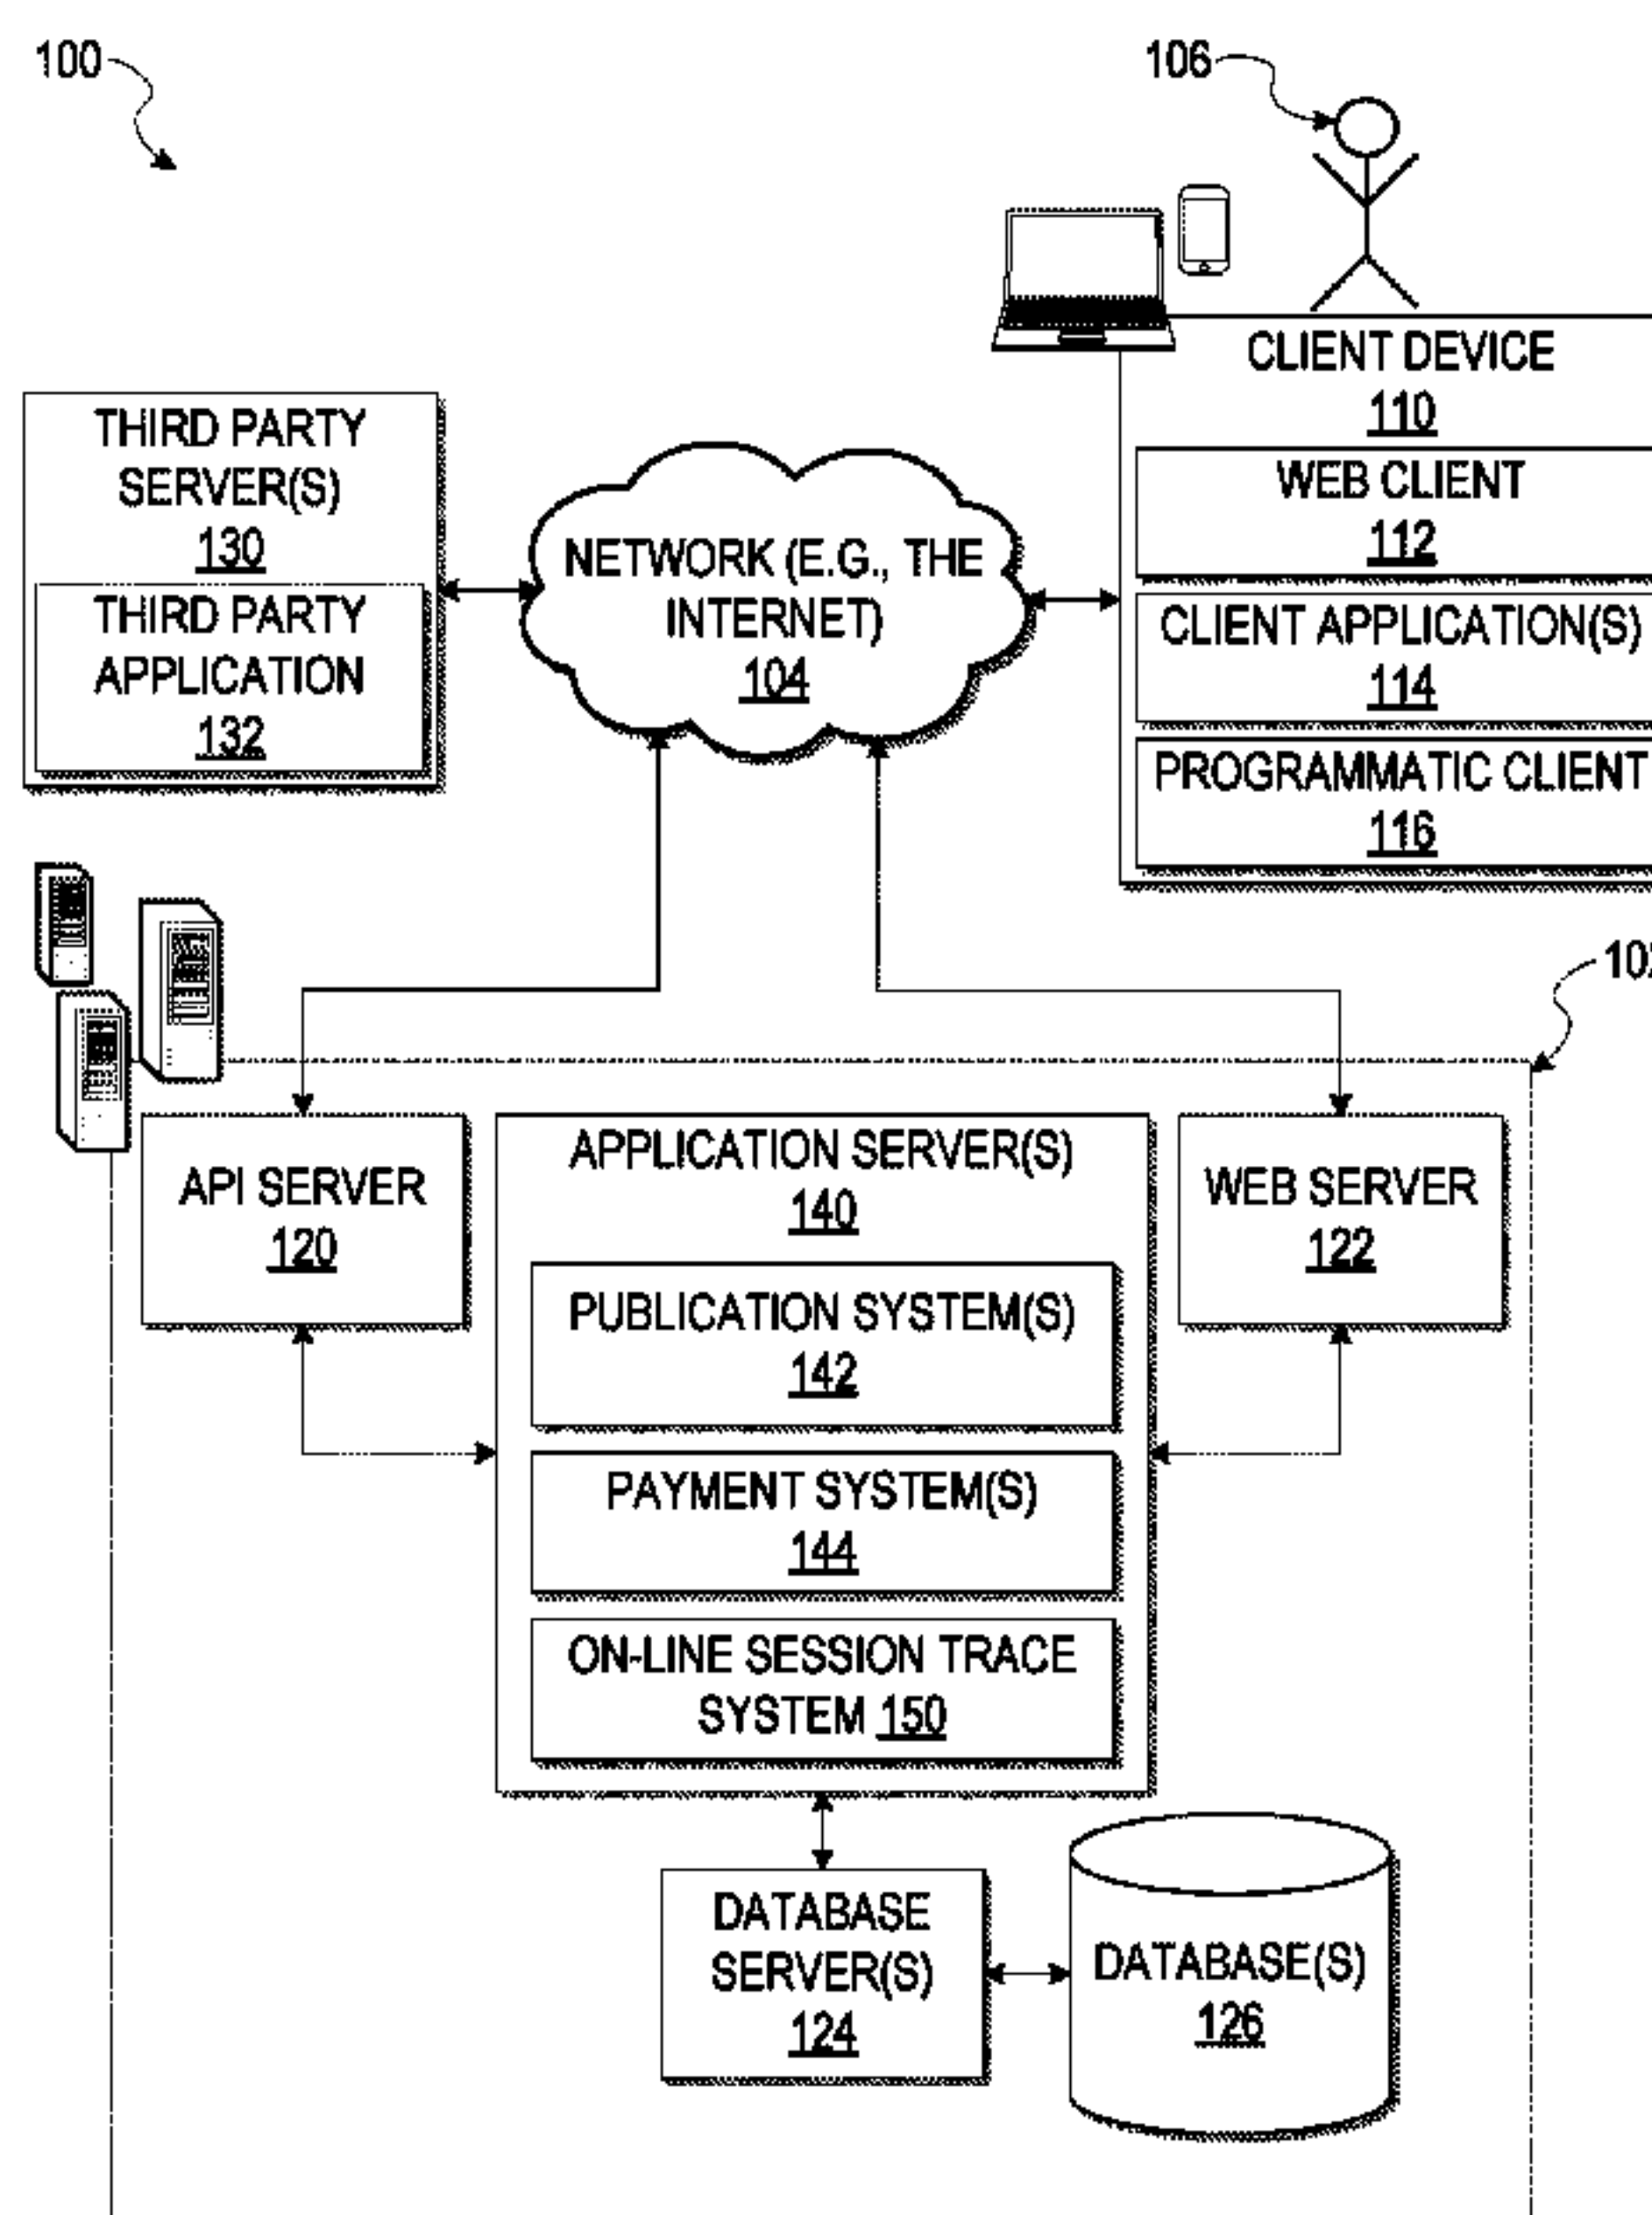 100
106
CLIENT DEVICE
110
WEB CLIENT
112
CLIENT APPLICATION(S)
114
PROGRAMMATIC CLIENT
116
THIRD PARTY
SERVER(S)
130
THIRD PARTY
APPLICATION
132
NETWORK (E.G., THE
INTERNET)
104
API SERVER
120
APPLICATION SERVER(S)
140
PUBLICATION SYSTEM(S)
142
PAYMENT SYSTEM(S)
144
ON-LINE SESSION TRACE
SYSTEM 150
WEB SERVER
122
DATABASE
SERVER(S)
124
DATABASE(S)
126